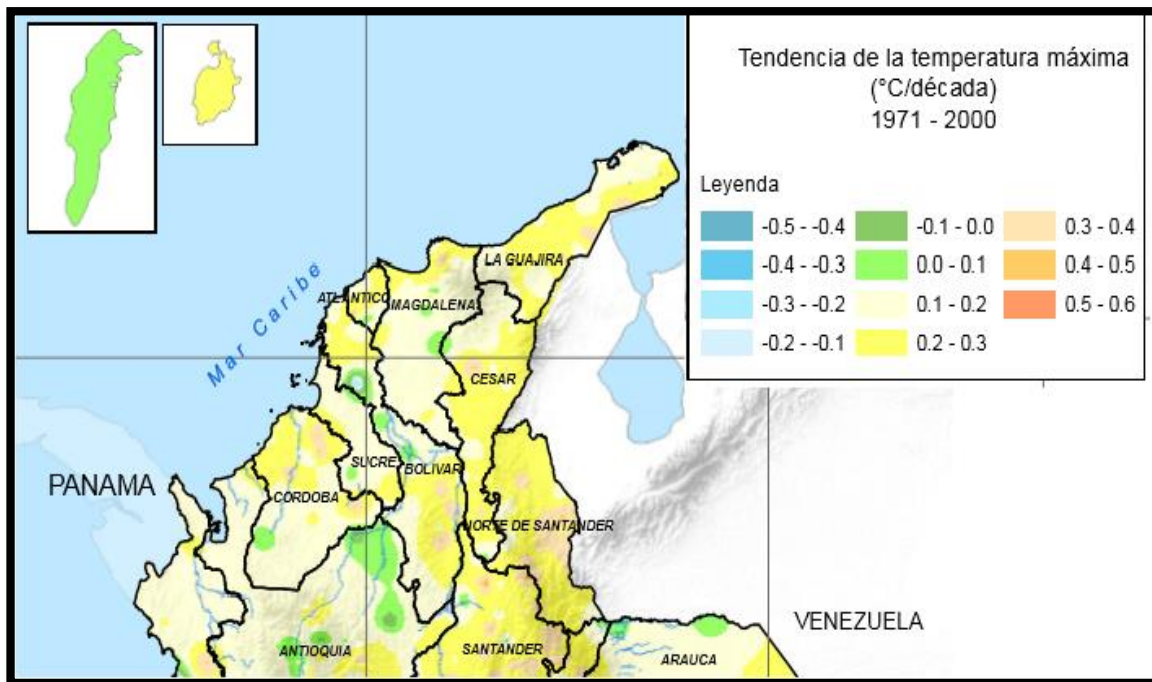 Tendencia de la temperatura máxima
(°C/década)
1971 - 2000
Leyenda
-0.5 - -0.4
-0.4 - -0.3
-0.3 - -0.2
-0.2 - -0.1
-0.1 - 0.0
0.0 - 0.1
0.1 - 0.2
0.2 - 0.3
0.3 - 0.4
0.4 - 0.5
0.5 - 0.6
Mar Caribe
LA GUAJIRA
ATLÁNTICO
MAGDALENA
CESAR
SUCRE
BOLIVAR
CORDOBA
PANAMA
NORTE DE SANTANDER
VENEZUELA
ANTIOQUIA
SANTANDER
ARAUCA